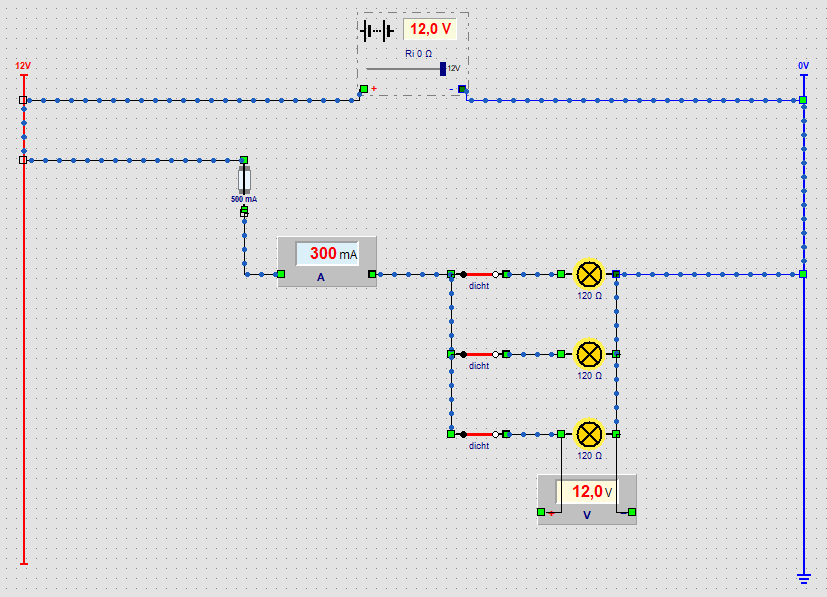 12,0 V
Ri 0 Ω
12V
+
-
12V
0V
500 mA
300 mA
A
dicht
120 Ω
dicht
120 Ω
dicht
120 Ω
12,0 V
+
V